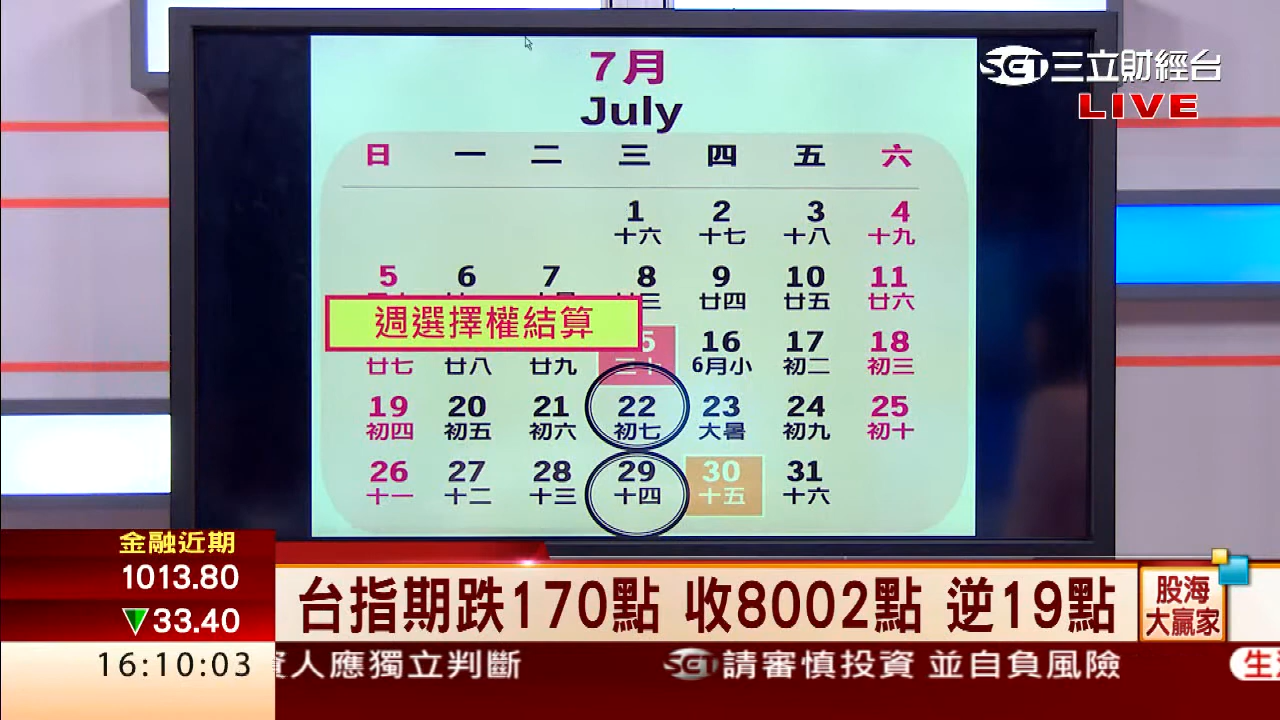 7月
July
SET三立財經台
LIVE
日 一 二 三 四 五 六
1 2 3 4
十六 十七 十八 十九
5 6 7 8 9 10 11
廿四 廿五 廿六
週選擇權結算
16 17 18
廿七 廿八 廿九 三十 6月小 初二 初三
19 20 21 22 23 24 25
初四 初五 初六 初七 大暑 初九 初十
26 27 28 29 30 31
十一 十二 十三 十四 十五 十六
金融近期
1013.80
▼33.40
台指期跌170點 收8002點 逆19點
股海
大贏家
16:10:03
資人應獨立判斷 SET請審慎投資 並自負風險